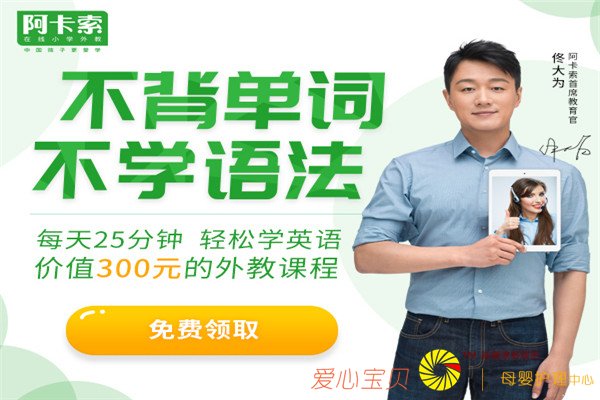 阿卡索
在线小学外教
中国孩子更爱学
不背单词
不学语法
每天25分钟 轻松学英语
价值300元的外教课程
免费领取
佟大为
阿卡索首席教育官
爱心宝贝
母婴护理中心